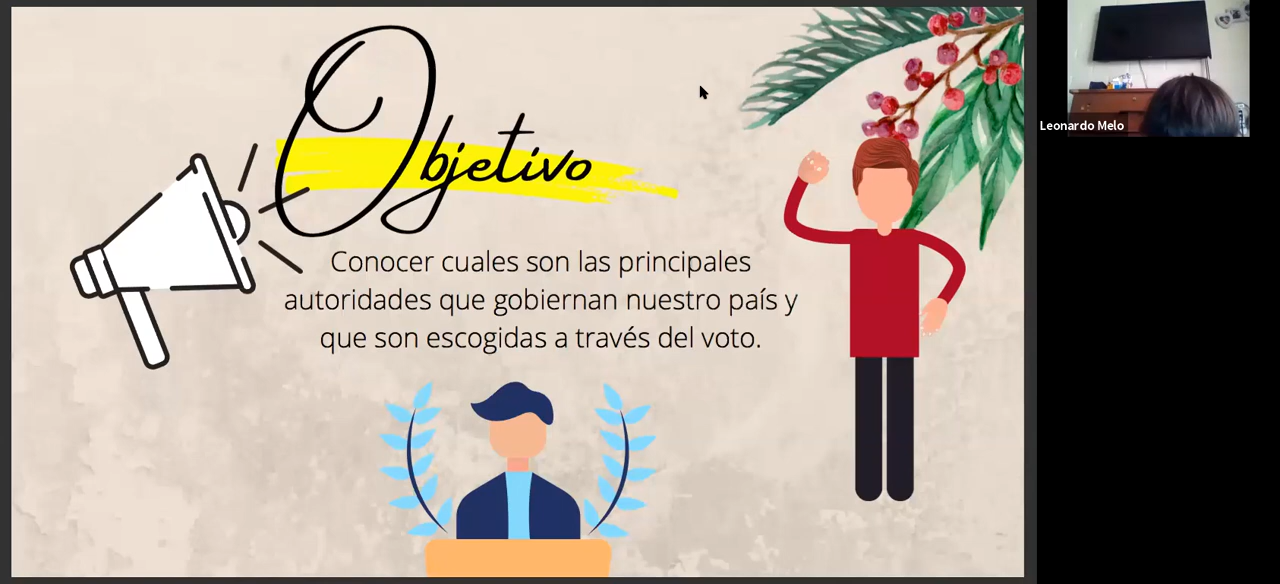 Objetivo
Conocer cuales son las principales
autoridades que gobiernan nuestro país y
que son escogidas a través del voto.
Leonardo Melo